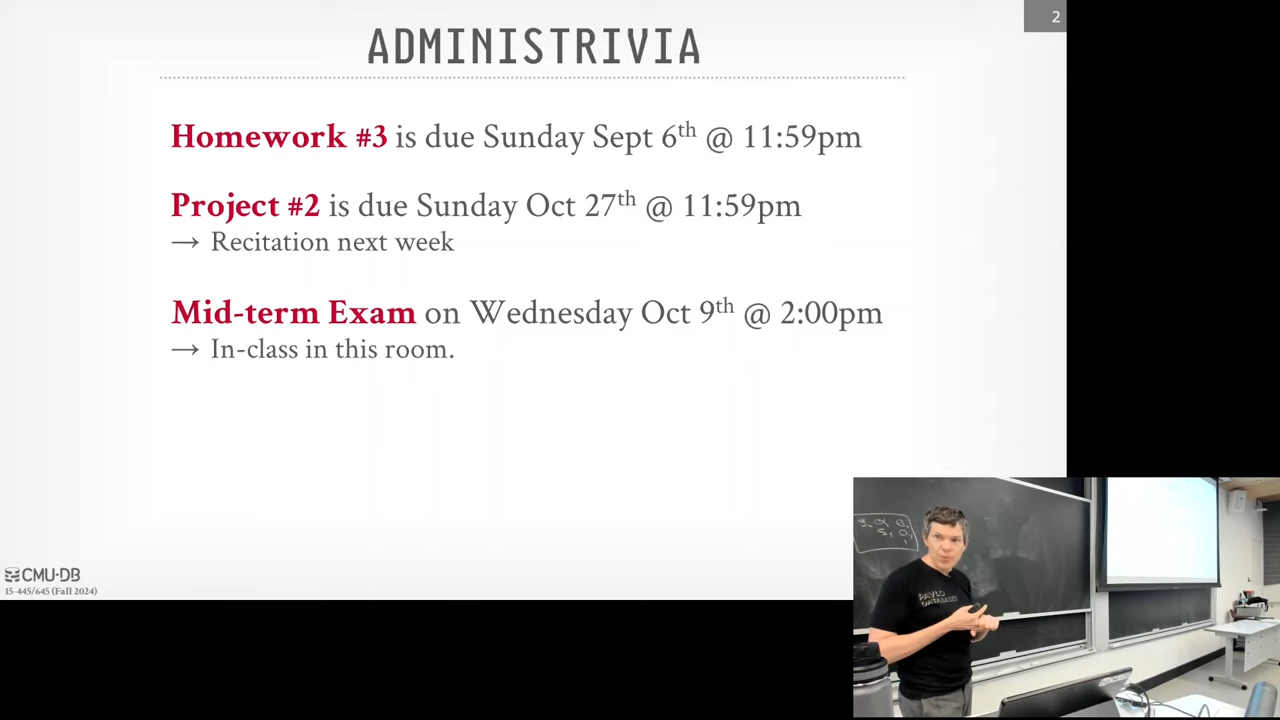 2
ADMINISTRIVIA
Homework #3 is due Sunday Sept 6th @ 11:59pm
Project #2 is due Sunday Oct 27th @ 11:59pm
→ Recitation next week
Mid-term Exam on Wednesday Oct 9th @ 2:00pm
→ In-class in this room.
CMU·DB
15-445/645 (Fall 2024)
PAVLO
DATABASES